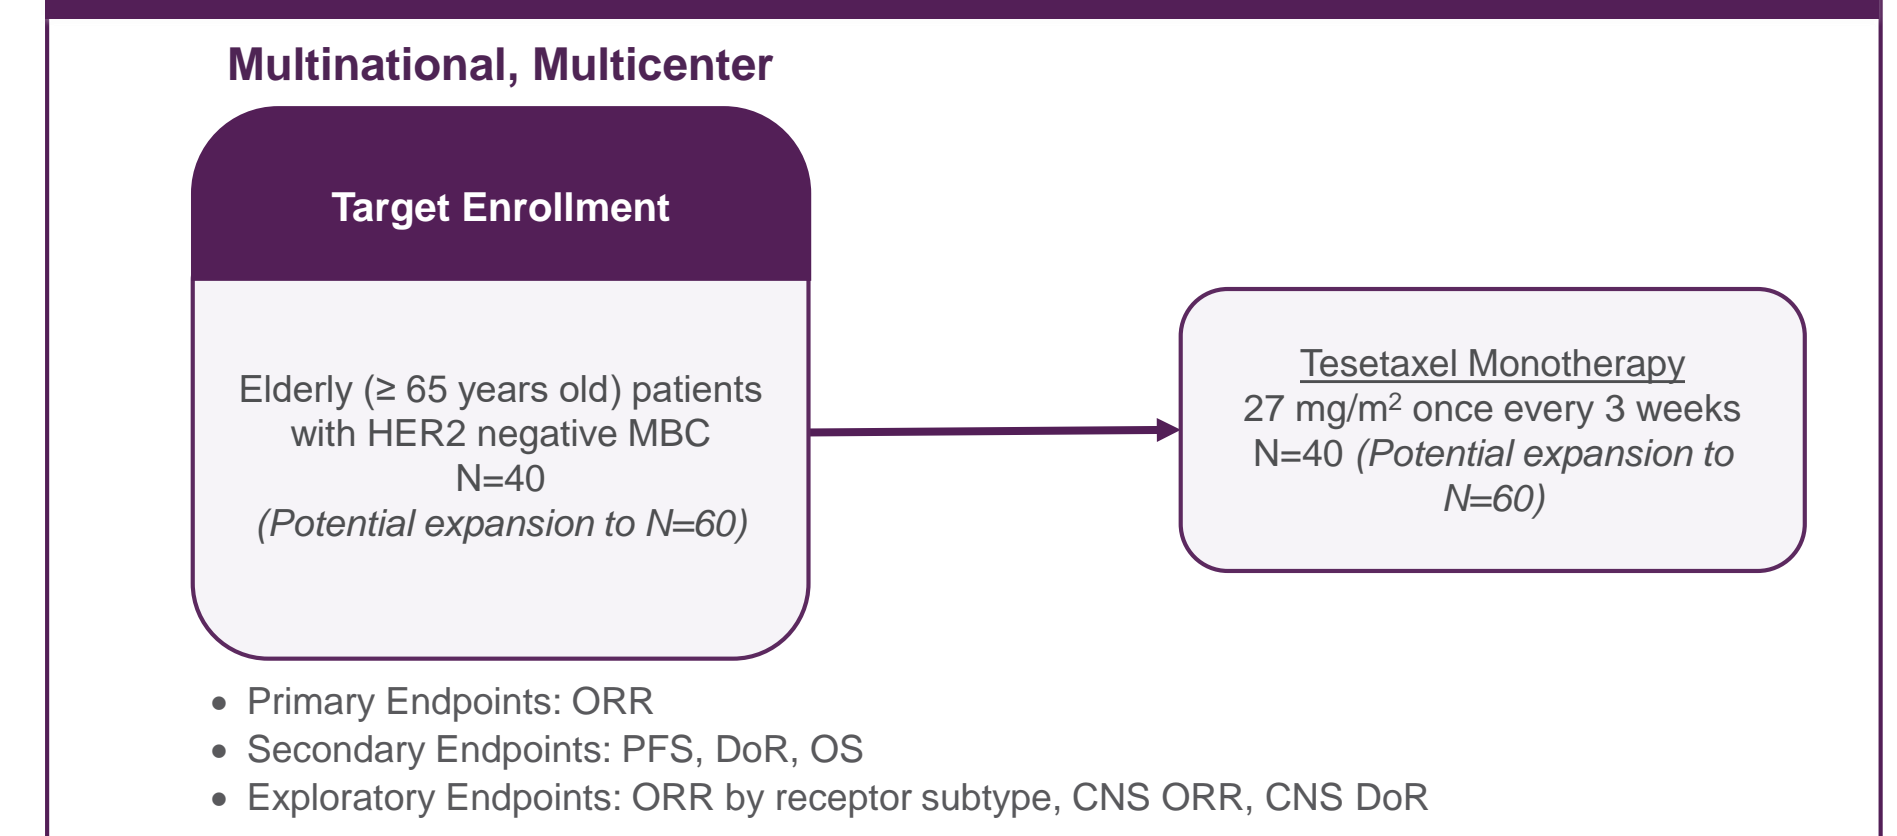 Multinational, Multicenter
Target Enrollment
Elderly (≥ 65 years old) patients
with HER2 negative MBC
N=40
(Potential expansion to N=60)
Tesetaxel Monotherapy
27 mg/m² once every 3 weeks
N=40 (Potential expansion to
N=60)
• Primary Endpoints: ORR
• Secondary Endpoints: PFS, DoR, OS
• Exploratory Endpoints: ORR by receptor subtype, CNS ORR, CNS DoR